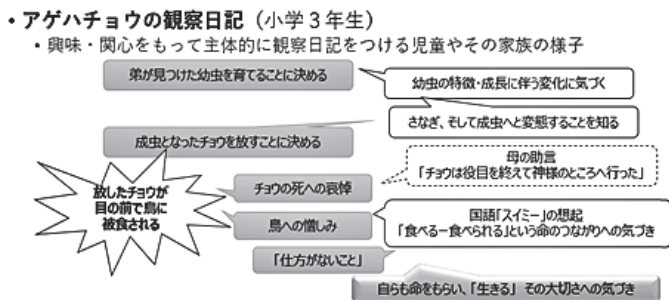 ・アゲハチョウの観察日記（小学３年生）
・興味・関心をもって主体的に観察日記をつける児童やその家族の様子
弟が見つけた幼虫を育てることに決める
幼虫の特徴・成長に伴う変化に気づく
さなぎ、そして成虫へと変態することを知る
成虫となったチョウを放すことに決める
放したチョウが
目の前で鳥に
被食される
チョウの死への哀悼
母の助言
「チョウは役目を終えて神様のところへ行った」
鳥への憎しみ
国語「スイミー」の想起
「食べるー食べられる」という命のつながりへの気づき
「仕方がないこと」
自らも命をもらい、「生きる」 その大切さへの気づき